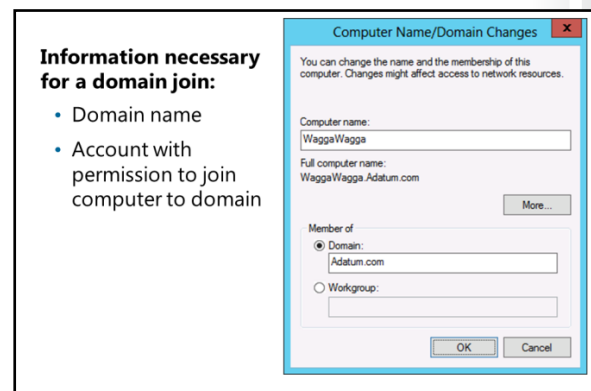 Information necessary
for a domain join:
• Domain name
• Account with
permission to join
computer to domain
Computer Name/Domain Changes
x
You can change the name and the membership of this
computer. Changes might affect access to network resources.
Computer name:
WaggaWagga
Full computer name:
WaggaWagga.Adatum.com
More...
Member of
Domain:
Adatum.com
Workgroup:
OK
Cancel